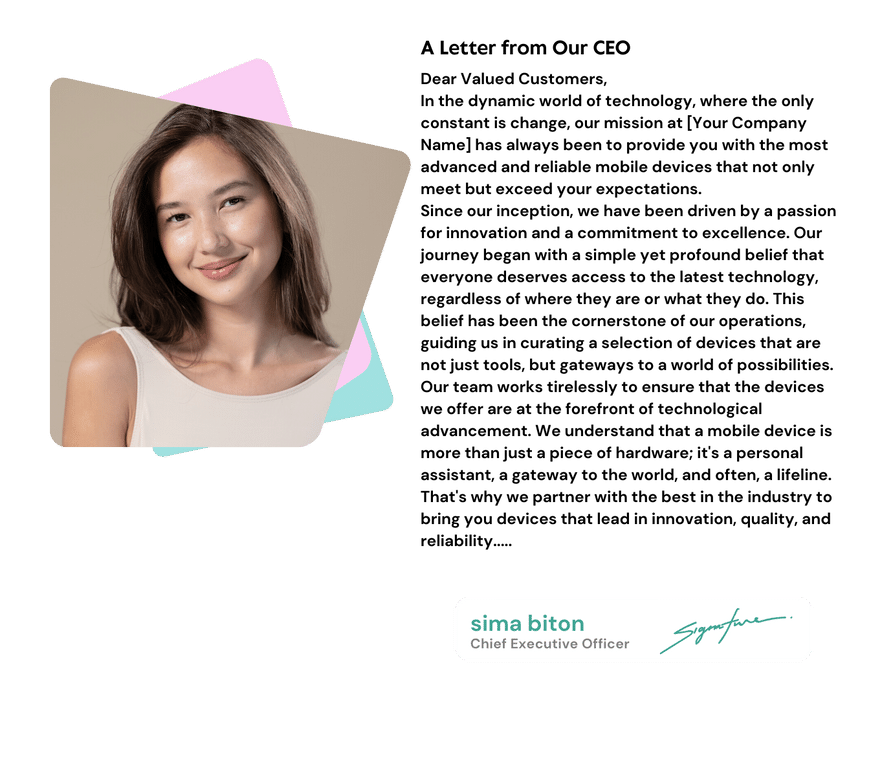 A Letter from Our CEO
Dear Valued Customers,
In the dynamic world of technology, where the only
constant is change, our mission at [Your Company
Name] has always been to provide you with the most
advanced and reliable mobile devices that not only
meet but exceed your expectations.
Since our inception, we have been driven by a passion
for innovation and a commitment to excellence. Our
journey began with a simple yet profound belief that
everyone deserves access to the latest technology,
regardless of where they are or what they do. This
belief has been the cornerstone of our operations,
guiding us in curating a selection of devices that are
not just tools, but gateways to a world of possibilities.
Our team works tirelessly to ensure that the devices
we offer are at the forefront of technological
advancement. We understand that a mobile device is
more than just a piece of hardware; it's a personal
assistant, a gateway to the world, and often, a lifeline.
That's why we partner with the best in the industry to
bring you devices that lead in innovation, quality, and
reliability.....
sima biton
Chief Executive Officer
Signature